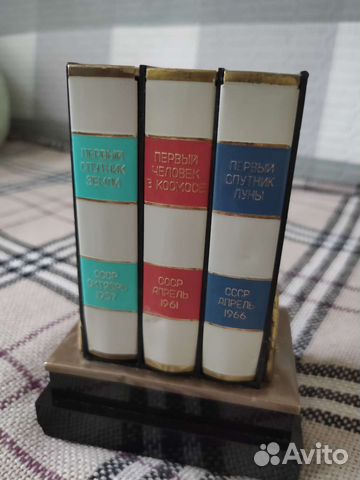 ПЕРВЫЙ
СПУТНИК
ЗЕМЛИ
СССР
ОКТЯБРЬ
1957
ПЕРВЫЙ
ЧЕЛОВЕК
В КОСМОСЕ
СССР
АПРЕЛЬ
1961
ПЕРВЫЙ
СПУТНИК
ЛУНЫ
СССР
АПРЕЛЬ
1966
Avito